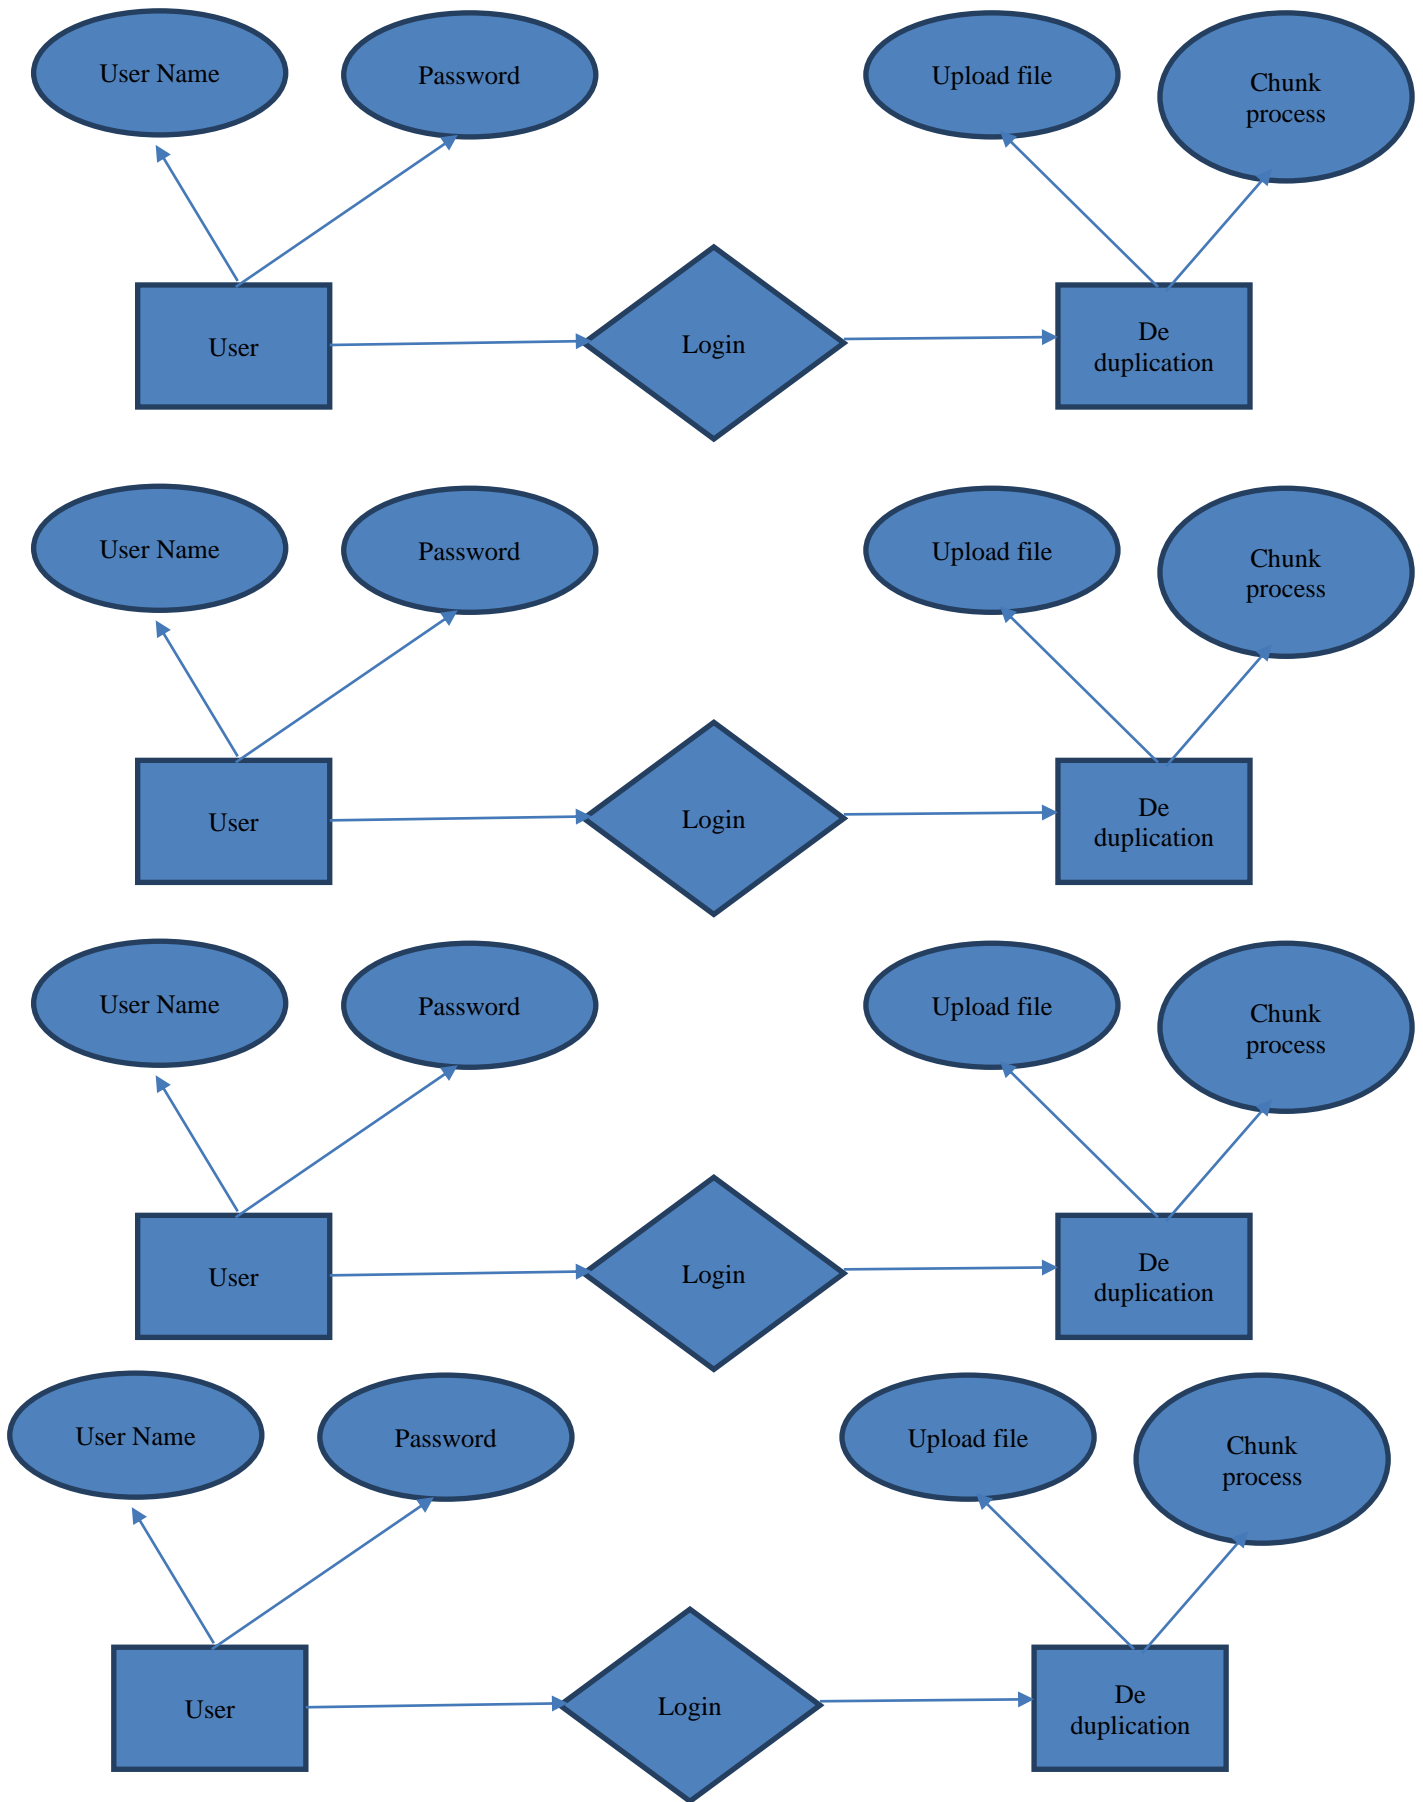 User Name
Password
Upload file
Chunk
process
User
Login
De
duplication
User Name
Password
Upload file
Chunk
process
User
Login
De
duplication
User Name
Password
Upload file
Chunk
process
User
Login
De
duplication
User Name
Password
Upload file
Chunk
process
User
Login
De
duplication